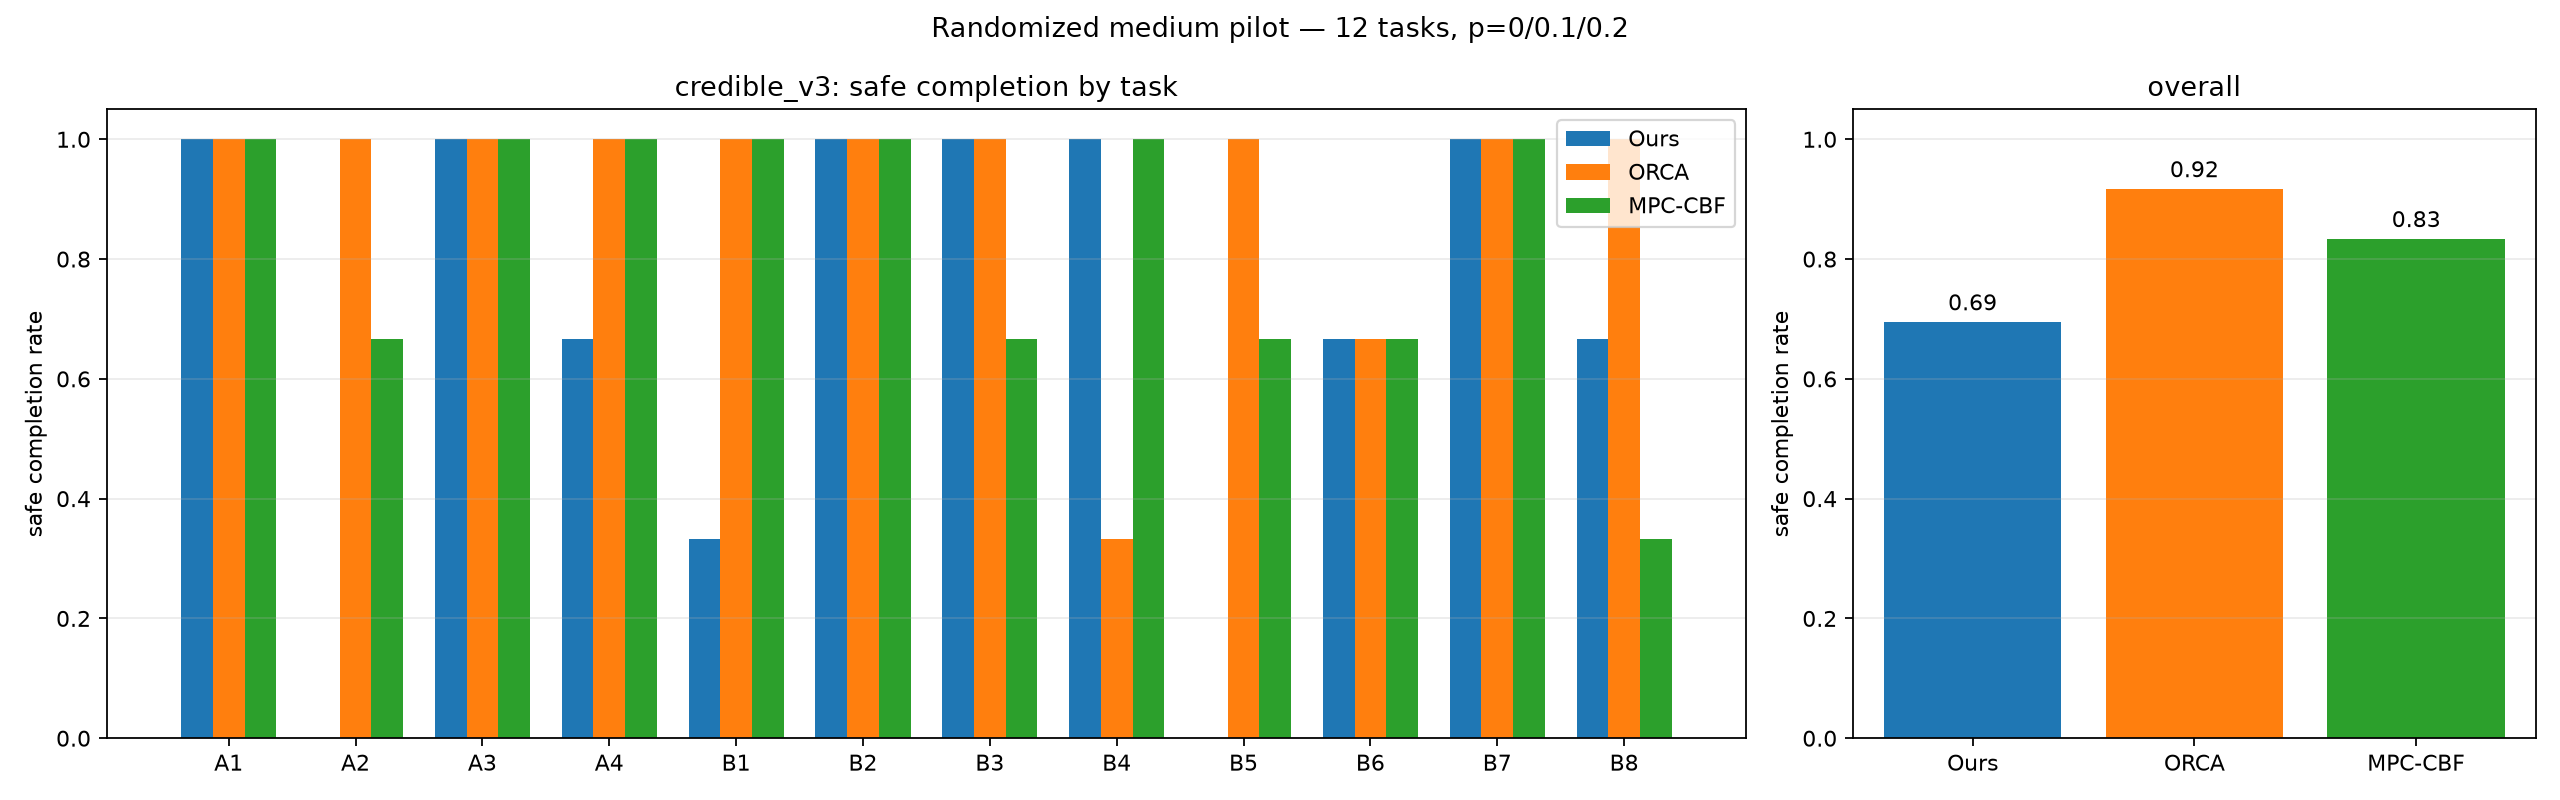 Randomized medium pilot — 12 tasks, p=0/0.1/0.2
credible_v3: safe completion by task
safe completion rate
1.0
0.8
0.6
0.4
0.2
0.0
A1 A2 A3 A4 B1 B2 B3 B4 B5 B6 B7 B8
Ours
ORCA
MPC-CBF
overall
safe completion rate
1.0
0.8
0.6
0.4
0.2
0.0
0.69
0.92
0.83
Ours ORCA MPC-CBF